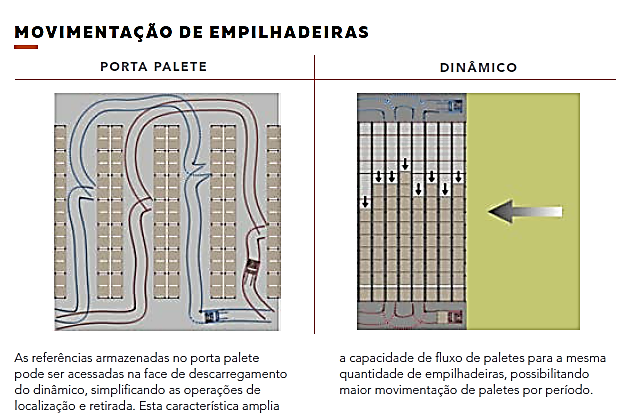 MOVIMENTAÇÃO DE EMPILHADEIRAS
PORTA PALETE
DINÂMICO
As referências armazenadas no porta palete
pode ser acessadas na face de descarregamento
do dinâmico, simplificando as operações de
localização e retirada. Esta característica amplia
a capacidade de fluxo de paletes para a mesma
quantidade de empilhadeiras, possibilitando
maior movimentação de paletes por período.